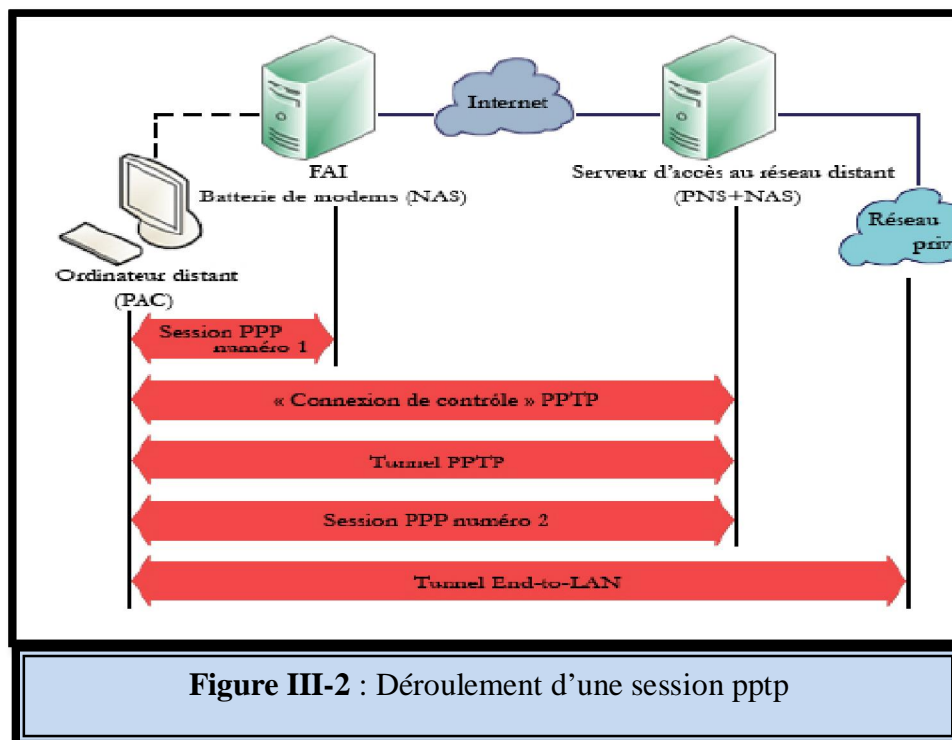 Internet
FAI
Batterie de modems (NAS)
Serveur d'accès au réseau distant
(PNS+NAS)
Réseau
priv
Ordinateur distant
(PAC)
Session PPP
numéro 1
« Connexion de contrôle » PPTP
Tunnel PPTP
Session PPP numéro 2
Tunnel End-to-LAN
Figure III-2 : Déroulement d'une session pptp